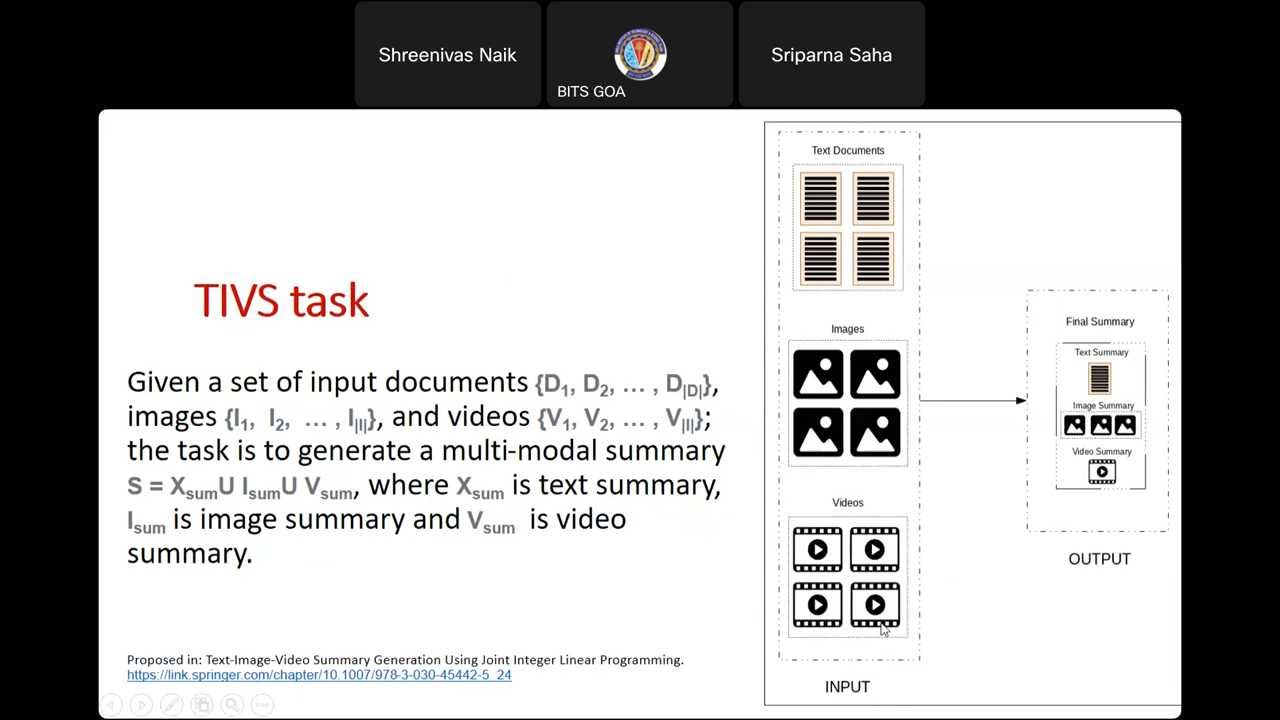 Shreenivas Naik
BITS GOA
Sriparna Saha
TIVS task
Given a set of input documents {D1, D2, … , D|D|},
images {I1, I2, … , I|I|}, and videos {V1, V2, … , V|I|};
the task is to generate a multi-modal summary
S = XsumU IsumU Vsum, where Xsum is text summary,
Isum is image summary and Vsum is video
summary.
Proposed in: Text-Image-Video Summary Generation Using Joint Integer Linear Programming.
https://link.springer.com/chapter/10.1007/978-3-030-45442-5_24
Text Documents
Images
Videos
INPUT
Final Summary
Text Summary
Image Summary
Video Summary
OUTPUT